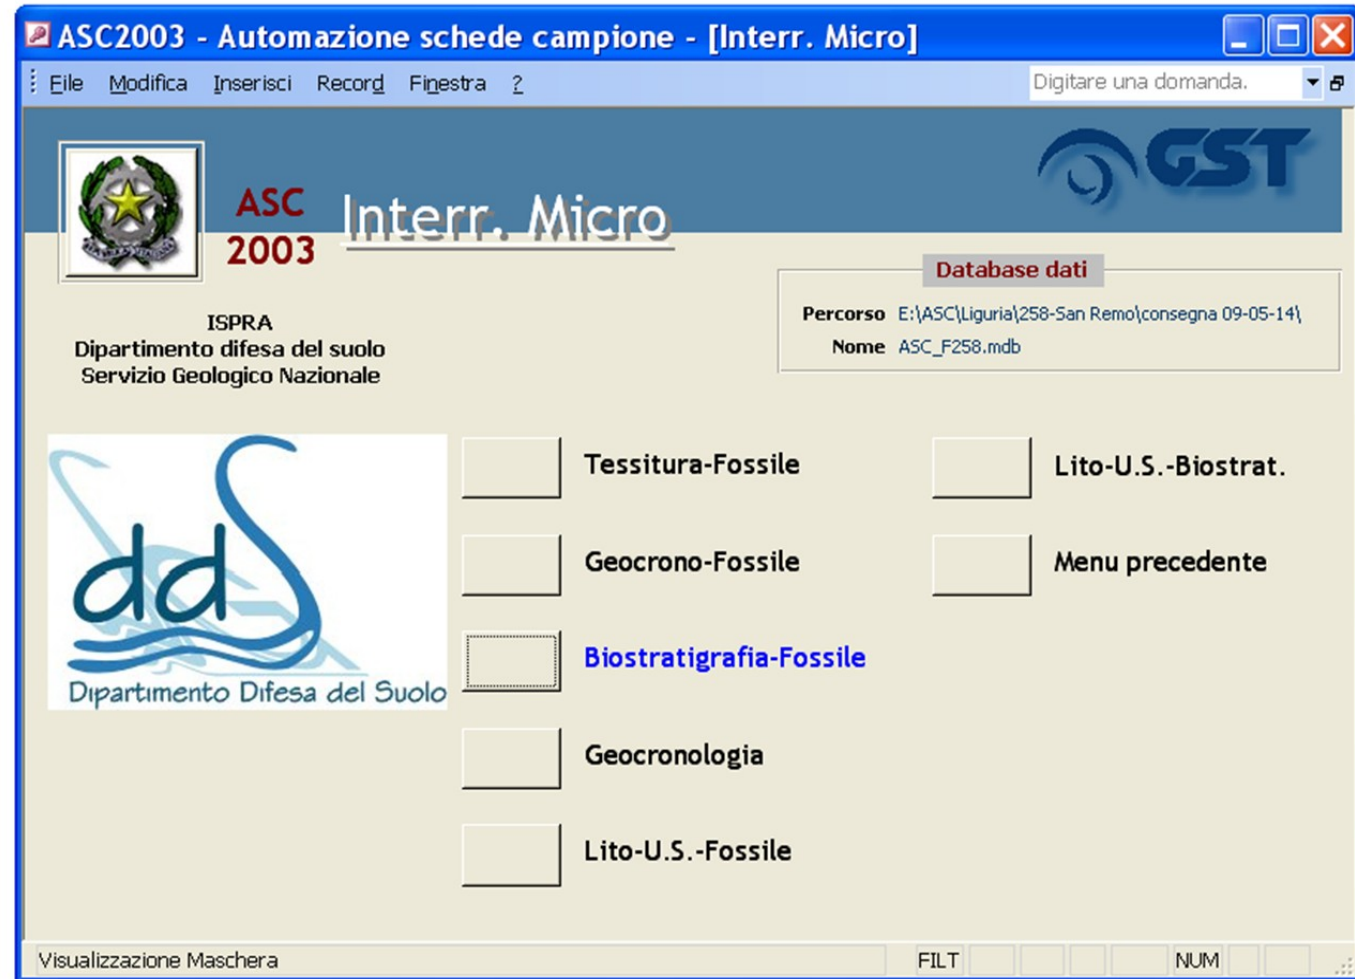 ASC2003 - Automazione schede campione - [Interr. Micro]
File Modifica Inserisci Record Finestra ? Digitare una domanda.
GST
ASC
2003
Interr. Micro
Database dati
Percorso E:\ASC\Liguria\258-San Remo\consegna 09-05-14\
Nome ASC_F258.mdb
ISPRA
Dipartimento difesa del suolo
Servizio Geologico Nazionale
ddS
Dipartimento Difesa del Suolo
Tessitura-Fossile
Geocrono-Fossile
Biostratigrafia-Fossile
Geocronologia
Lito-U.S.-Fossile
Lito-U.S.-Biostrat.
Menu precedente
Visualizzazione Maschera FILT NUM